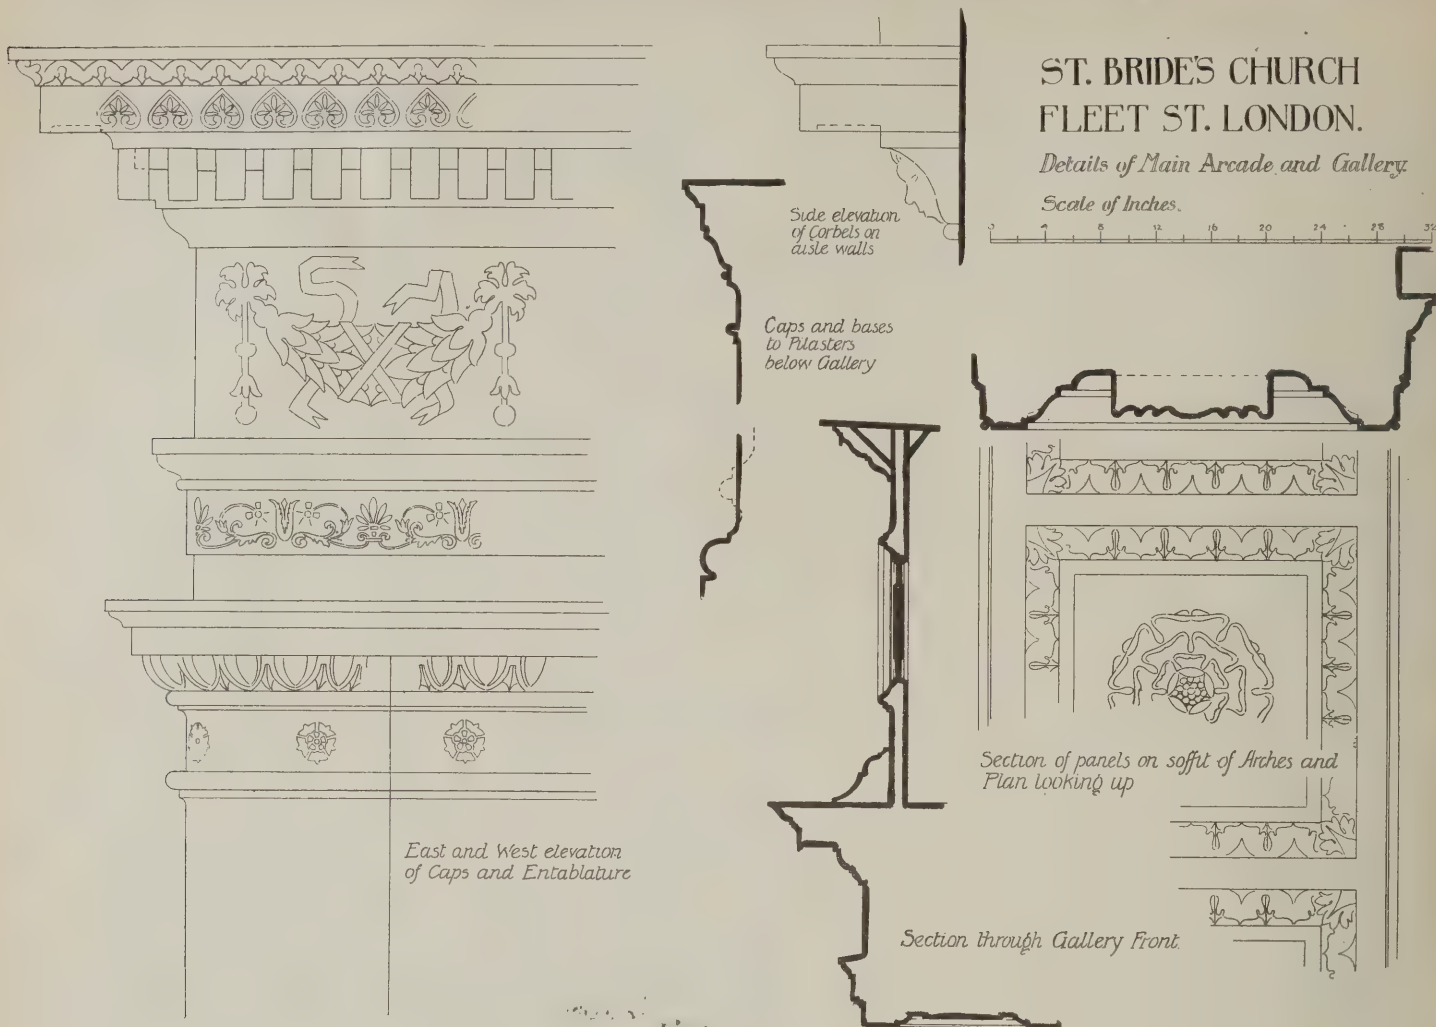 ST. BRIDE'S CHURCH
FLEET ST. LONDON.
Details of Main Arcade and Gallery.
Scale of Inches.
0 4 8 12 16 20 24 28
Side elevation
of Corbels on
aisle walls
Caps and bases
to Pilasters
below Gallery
Section of panels on soffit of Arches and
Plan looking up
East and West elevation
of Caps and Entablature
Section through Gallery Front.